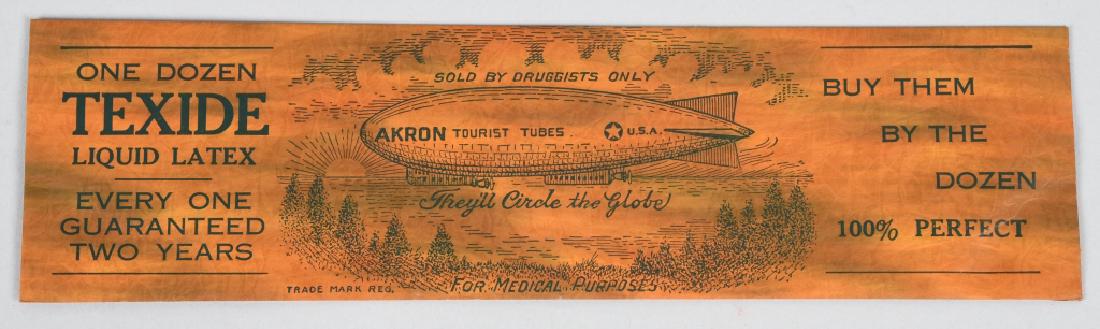 ONE DOZEN
TEXIDE
LIQUID LATEX
EVERY ONE
GUARANTEED
TWO YEARS
SOLD BY DRUGGISTS ONLY
AKRON TOURIST TUBES. U.S.A.
They'll Circle the Globe
FOR MEDICAL PURPOSES
TRADE MARK REG.
BUY THEM
BY THE
DOZEN
100% PERFECT